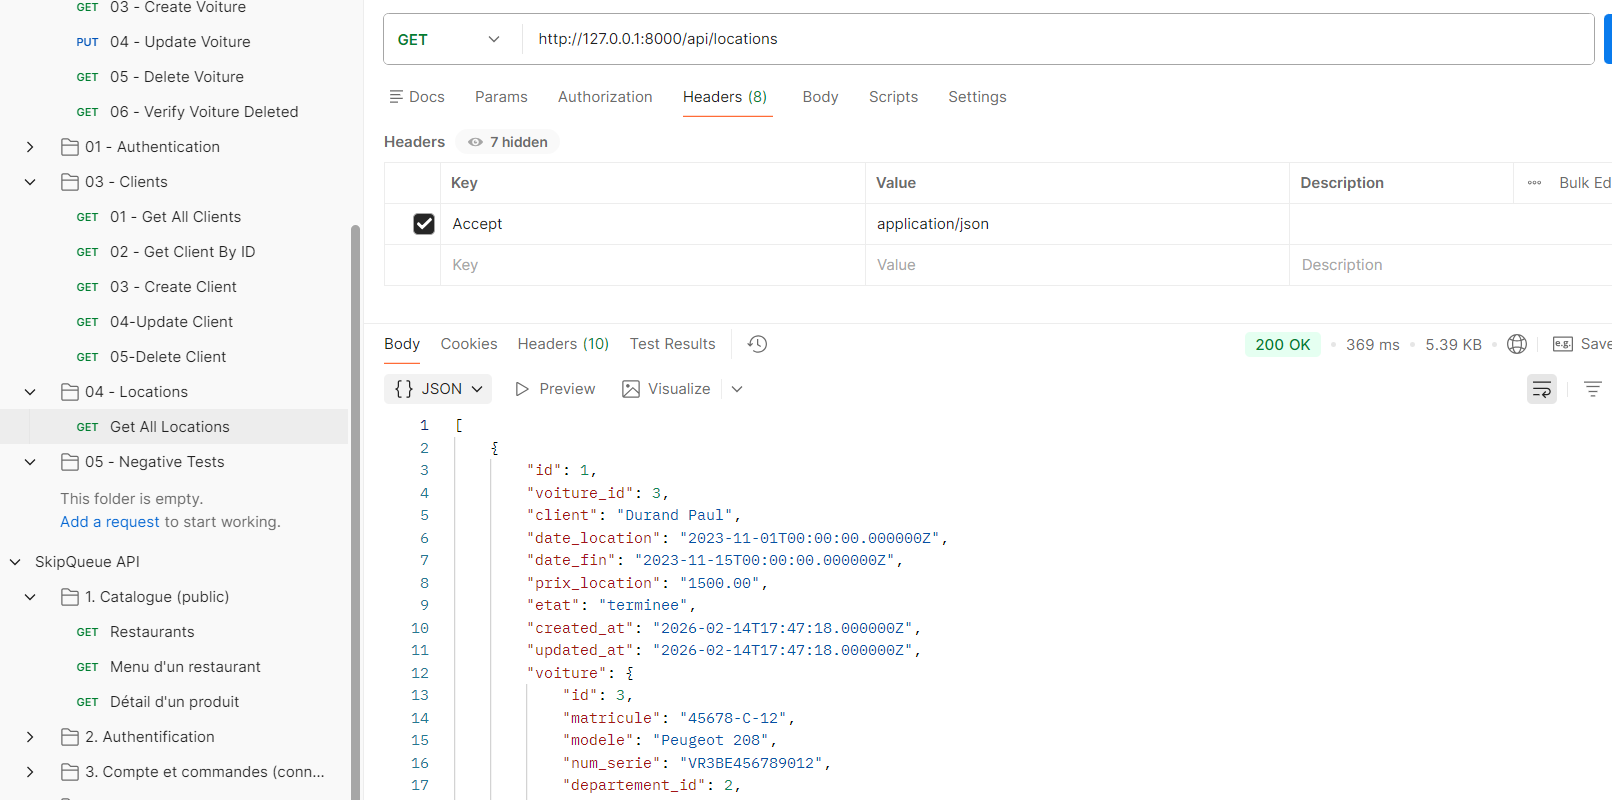 GET 03 - Create Voiture
PUT 04 - Update Voiture
GET 05 - Delete Voiture
GET 06 - Verify Voiture Deleted
01 - Authentication
03 - Clients
GET 01 - Get All Clients
GET 02 - Get Client By ID
GET 03 - Create Client
GET 04-Update Client
GET 05-Delete Client
04 - Locations
GET Get All Locations
05 - Negative Tests
This folder is empty.
Add a request to start working.
SkipQueue API
1. Catalogue (public)
GET Restaurants
GET Menu d'un restaurant
GET Détail d'un produit
2. Authentification
3. Compte et commandes (conn...
GET http://127.0.0.1:8000/api/locations
Docs Params Authorization Headers (8) Body Scripts Settings
Headers 7 hidden
Key Value Description Bulk Ed
Accept application/json
Key Value Description
Body Cookies Headers (10) Test Results 200 OK • 369 ms • 5.39 KB • e.g. Save
{} JSON Preview Visualize
1 [
2 {
3 "id": 1,
4 "voiture_id": 3,
5 "client": "Durand Paul",
6 "date_location": "2023-11-01T00:00:00.000000Z",
7 "date_fin": "2023-11-15T00:00:00.000000Z",
8 "prix_location": "1500.00",
9 "etat": "terminee",
10 "created_at": "2026-02-14T17:47:18.000000Z",
11 "updated_at": "2026-02-14T17:47:18.000000Z",
12 "voiture": {
13 "id": 3,
14 "matricule": "45678-C-12",
15 "modele": "Peugeot 208",
16 "num_serie": "VR3BE456789012",
17 "departement_id": 2,